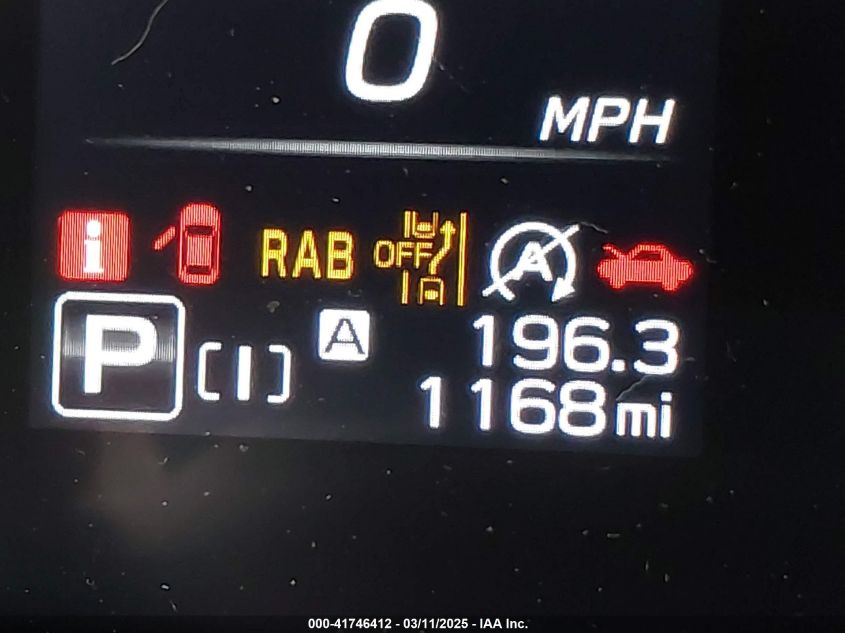 0
MPH
i RAB OFF A
P [I] A 196.3
1168mi
000-41746412 - 03/11/2025 - IAA Inc.